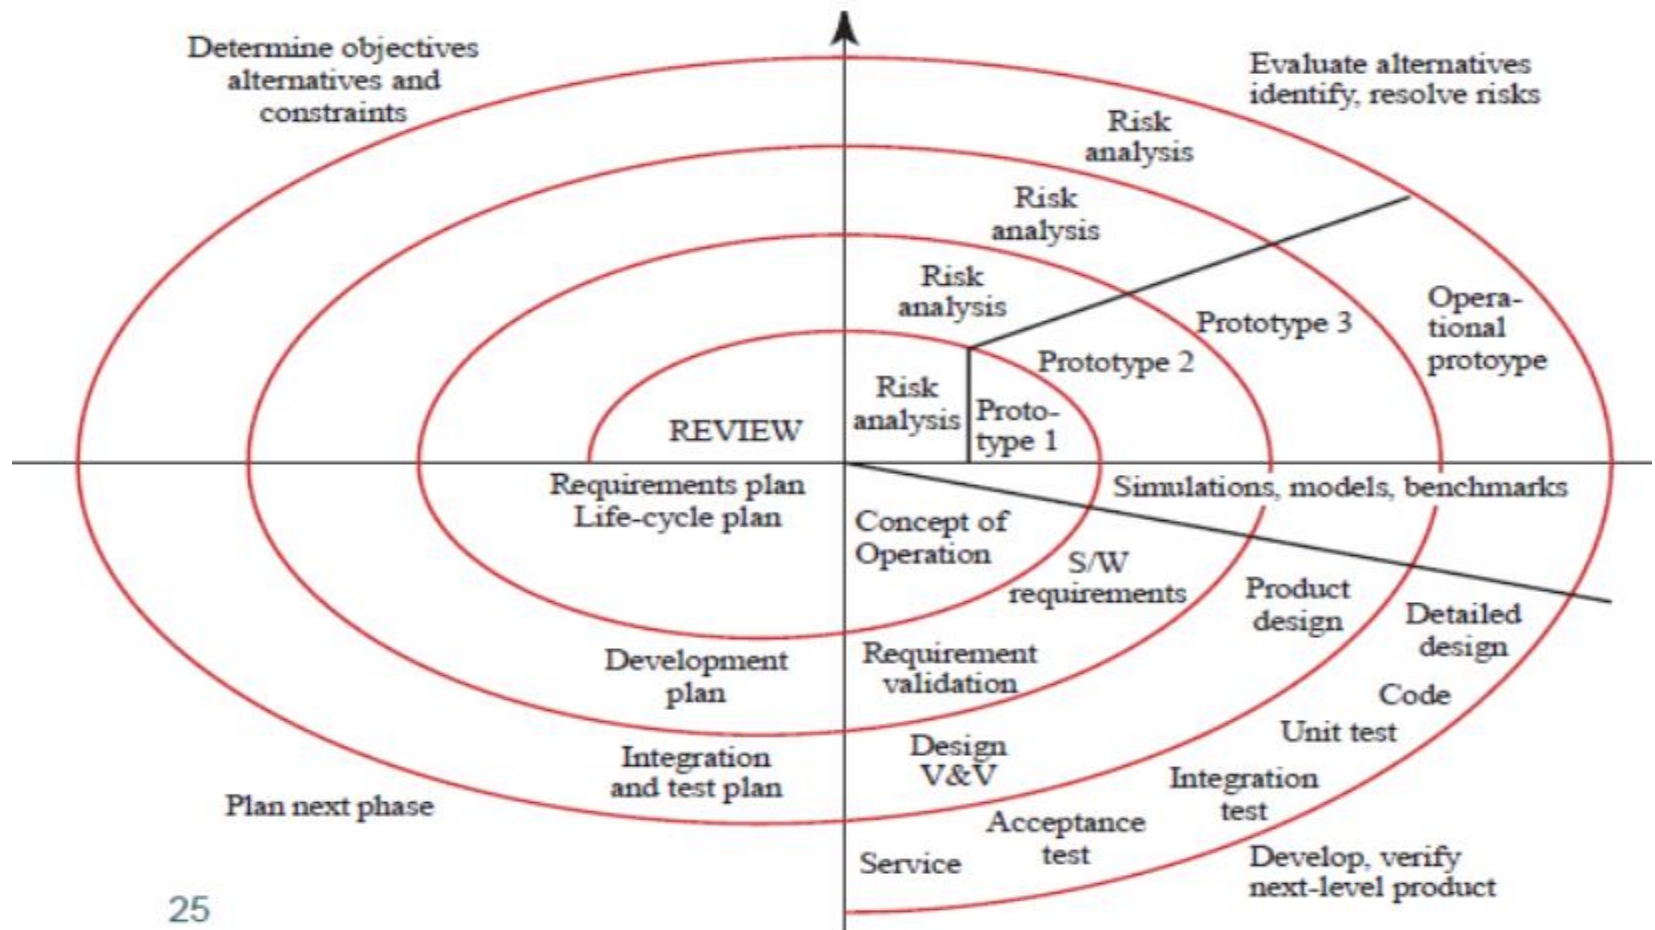 Determine objectives
alternatives and
constraints
Evaluate alternatives
identify, resolve risks
Risk
analysis
Risk
analysis
Risk
analysis
Risk
analysis
Proto-
type 1
Prototype 2
Prototype 3
Opera-
tional
protoype
REVIEW
Requirements plan
Life-cycle plan
Simulations, models, benchmarks
Concept of
Operation
S/W
requirements
Product
design
Detailed
design
Development
plan
Requirement
validation
Code
Unit test
Integration
and test plan
Design
V&V
Integration
test
Plan next phase
Acceptance
test
Service
Develop, verify
next-level product
25